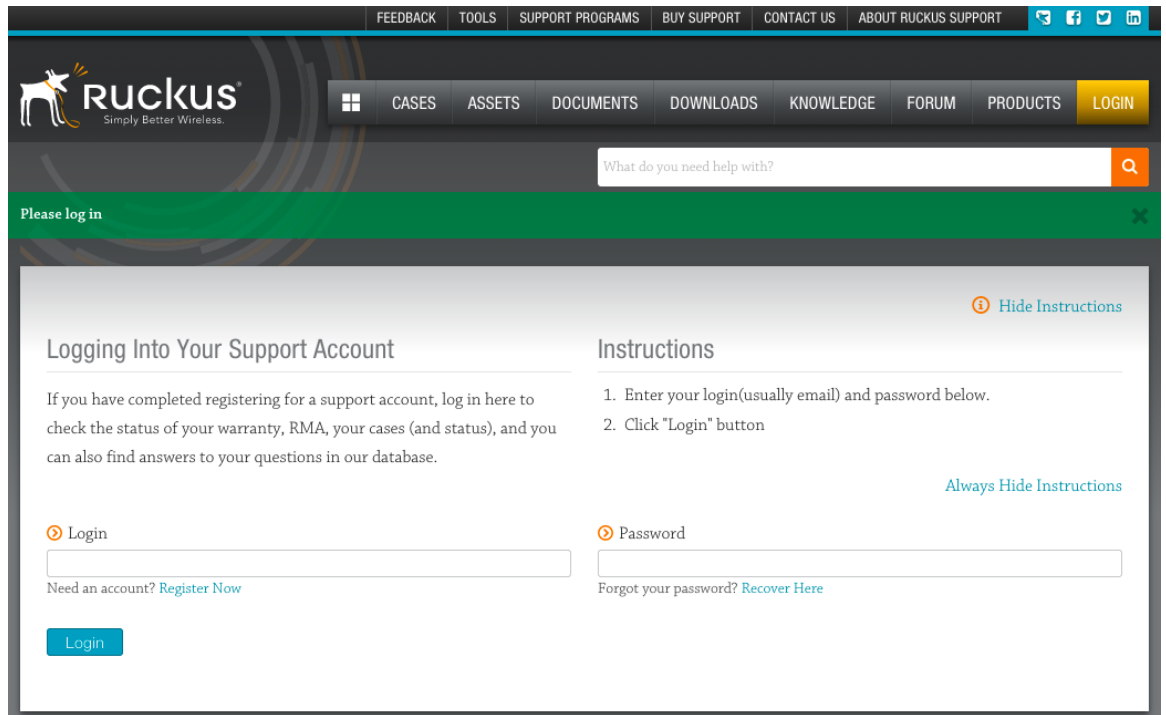 FEEDBACK TOOLS SUPPORT PROGRAMS BUY SUPPORT CONTACT US ABOUT RUCKUS SUPPORT
Ruckus®
Simply Better Wireless.
CASES ASSETS DOCUMENTS DOWNLOADS KNOWLEDGE FORUM PRODUCTS LOGIN
What do you need help with?
Please log in
Hide Instructions
Logging Into Your Support Account
If you have completed registering for a support account, log in here to
check the status of your warranty, RMA, your cases (and status), and you
can also find answers to your questions in our database.
Instructions
1. Enter your login(usually email) and password below.
2. Click "Login" button
Always Hide Instructions
Login
Need an account? Register Now
Password
Forgot your password? Recover Here
Login